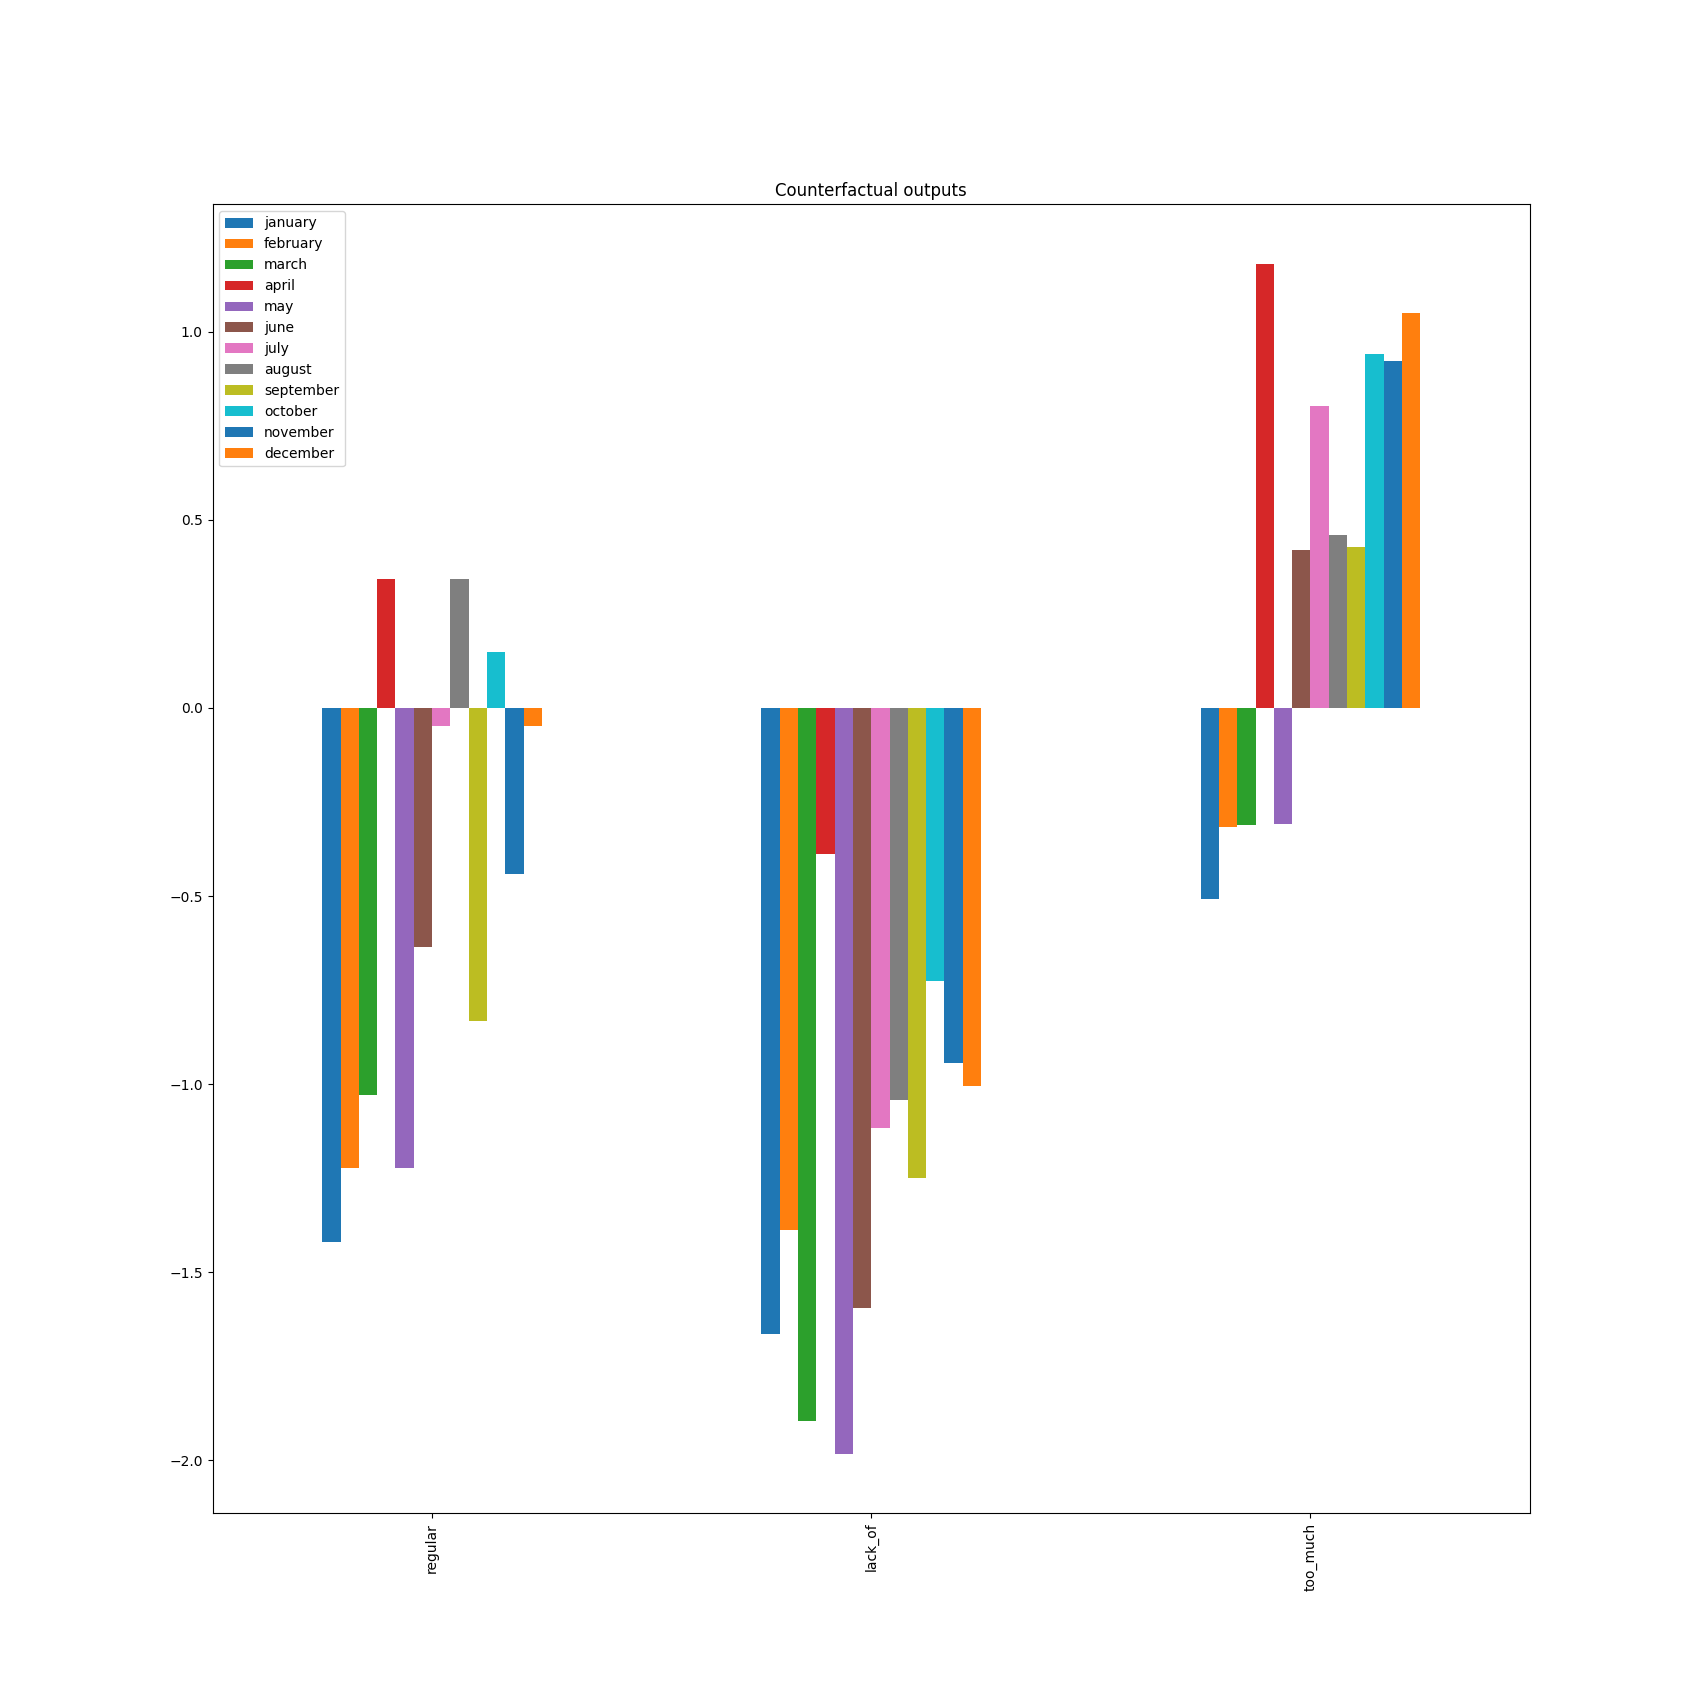 Counterfactual outputs
january
february
march
april
may
june
july
august
september
october
november
december
1.0
0.5
0.0
−0.5
−1.0
−1.5
−2.0
regular
lack_of
too_much